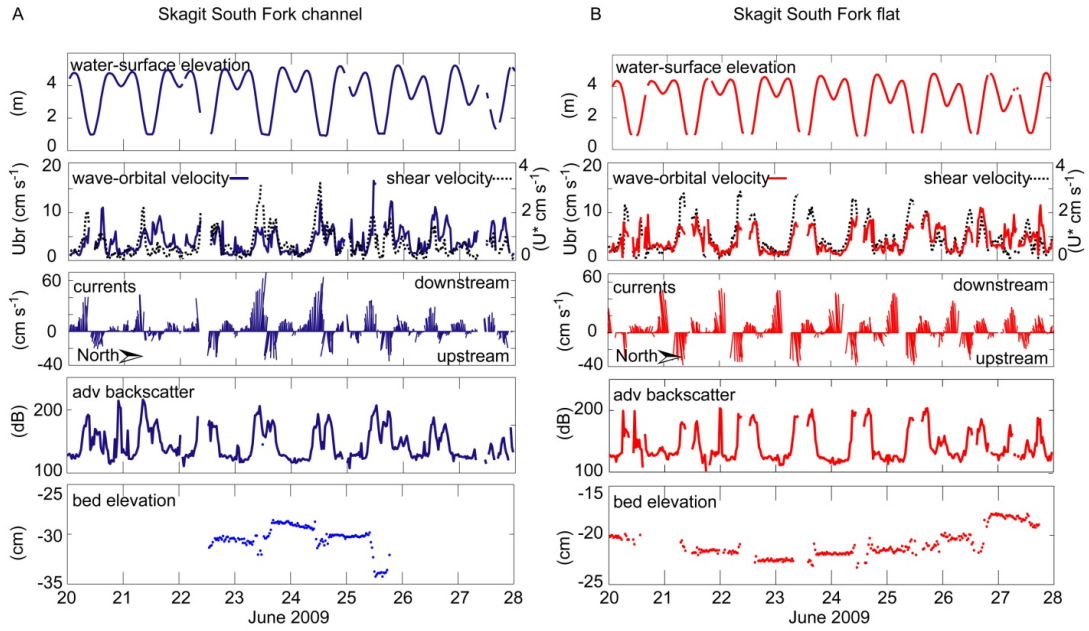 A
Skagit South Fork channel
water-surface elevation
(m)
4
2
0
20
10
0
Ubr (cm s-1)
wave-orbital velocity
shear velocity
4
2
0
(U* cm s-1)
60
0
-40
(cm s-1)
currents
downstream
North
upstream
adv backscatter
(dB)
200
100
-25
-30
-35
(cm)
bed elevation
20 21 22 23 24 25 26 27 28
June 2009
B
Skagit South Fork flat
water-surface elevation
(m)
4
2
0
20
10
0
Ubr (cm s-1)
wave-orbital velocity
shear velocity
4
2
0
(U* cm s-1)
60
0
-40
(cm s-1)
currents
downstream
North
upstream
adv backscatter
(dB)
200
100
-15
-20
-25
(cm)
bed elevation
20 21 22 23 24 25 26 27 28
June 2009